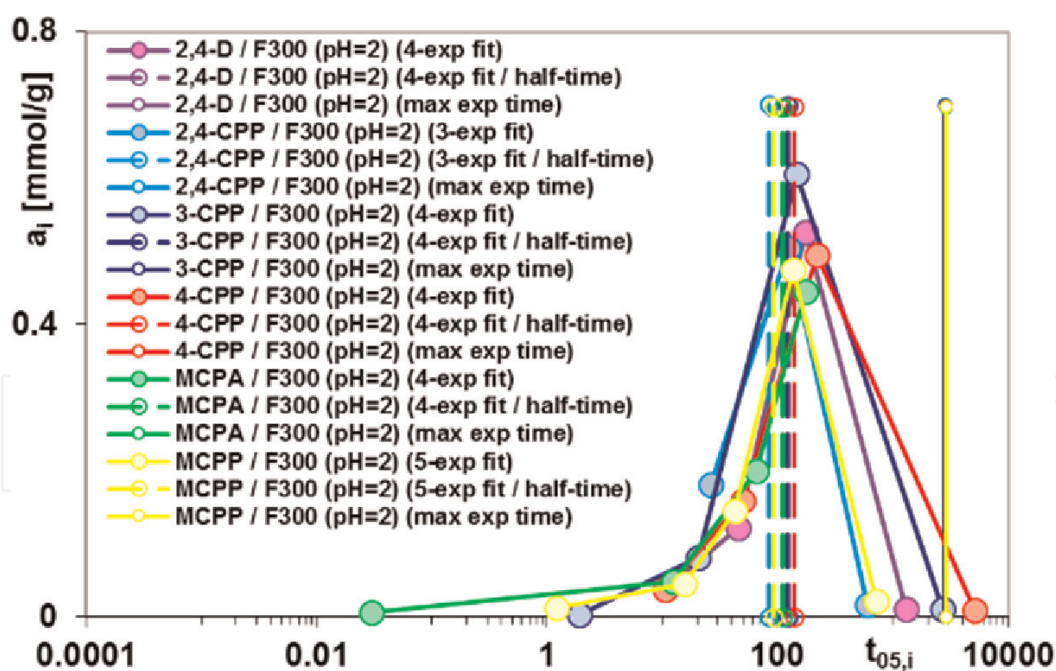 0.8
2,4-D / F300 (pH=2) (4-exp fit)
2,4-D / F300 (pH=2) (4-exp fit / half-time)
2,4-D / F300 (pH=2) (max exp time)
2,4-CPP / F300 (pH=2) (3-exp fit)
2,4-CPP / F300 (pH=2) (3-exp fit / half-time)
2,4-CPP / F300 (pH=2) (max exp time)
3-CPP / F300 (pH=2) (4-exp fit)
3-CPP / F300 (pH=2) (4-exp fit / half-time)
3-CPP / F300 (pH=2) (max exp time)
4-CPP / F300 (pH=2) (4-exp fit)
4-CPP / F300 (pH=2) (4-exp fit / half-time)
4-CPP / F300 (pH=2) (max exp time)
MCPA / F300 (pH=2) (4-exp fit)
MCPA / F300 (pH=2) (4-exp fit / half-time)
MCPA / F300 (pH=2) (max exp time)
MCPP / F300 (pH=2) (5-exp fit)
MCPP / F300 (pH=2) (5-exp fit / half-time)
MCPP / F300 (pH=2) (max exp time)
ai [mmol/g]
0.4
0
0.0001 0.01 1 100 t05,i 10000